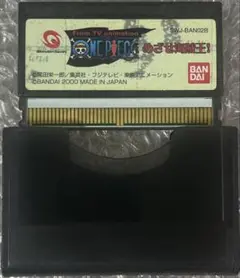 From TV animation
SWJ-BAN02B
ONE PIECE
めざせ海賊王!
©尾田栄一郎/集英社・フジテレビ・東映アニメーション
©BANDAI 2000 MADE IN JAPAN
BAN
DAI